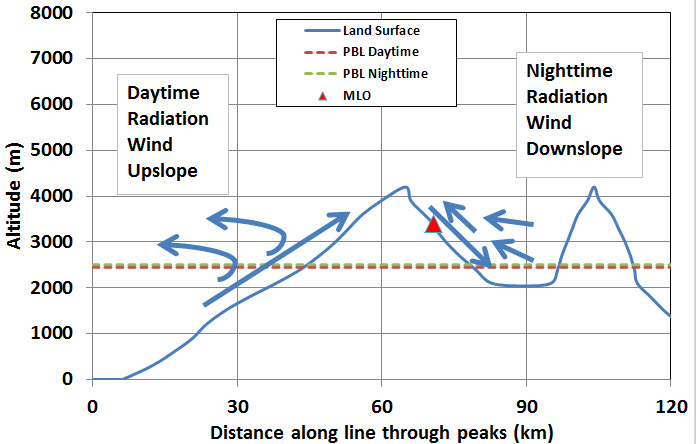 8000
7000
6000
5000
4000
3000
2000
1000
0
Altitude (m)
Land Surface
PBL Daytime
PBL Nighttime
MLO
Daytime
Radiation
Wind
Upslope
Nighttime
Radiation
Wind
Downslope
0 30 60 90 120
Distance along line through peaks (km)